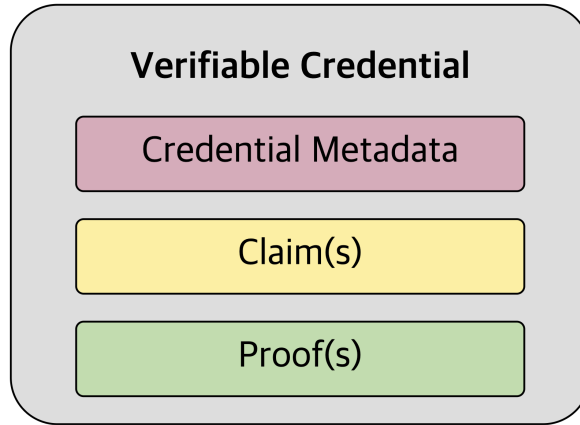 Verifiable Credential
Credential Metadata
Claim(s)
Proof(s)